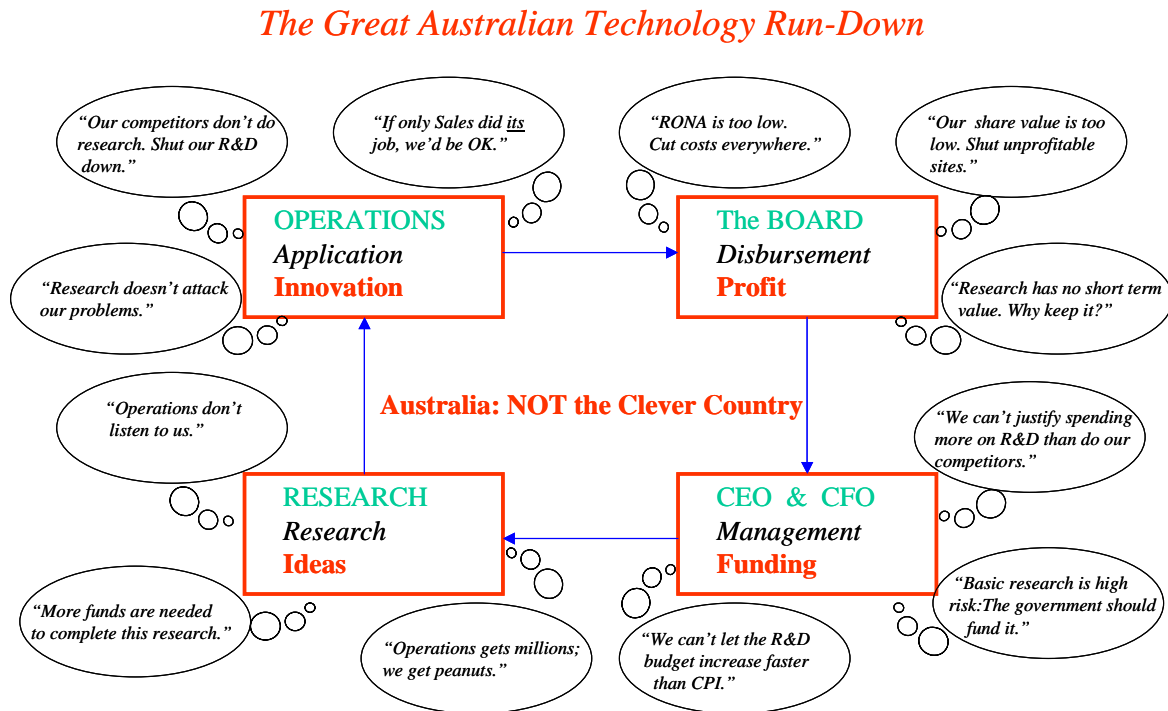 The Great Australian Technology Run-Down
“Our competitors don’t do
research. Shut our R&D
down.”
“If only Sales did its
job, we’d be OK.”
“RONA is too low.
Cut costs everywhere.”
“Our share value is too
low. Shut unprofitable
sites.”
OPERATIONS
Application
Innovation
The BOARD
Disbursement
Profit
“Research doesn’t attack
our problems.”
“Research has no short term
value. Why keep it?”
“Operations don’t
listen to us.”
Australia: NOT the Clever Country
“We can’t justify spending
more on R&D than do our
competitors.”
RESEARCH
Research
Ideas
CEO & CFO
Management
Funding
“More funds are needed
to complete this research.”
“Operations gets millions;
we get peanuts.”
“We can’t let the R&D
budget increase faster
than CPI.”
“Basic research is high
risk:The government should
fund it.”